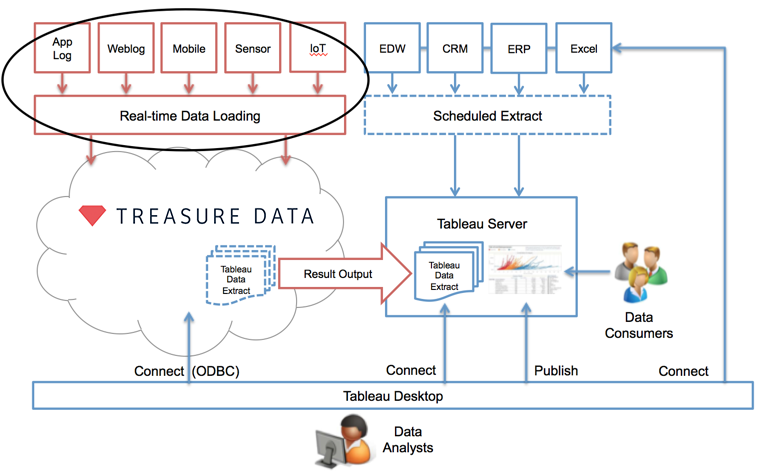 App
Log
Weblog
Mobile
Sensor
IoT
EDW
CRM
ERP
Excel
Real-time Data Loading
Scheduled Extract
TREASURE DATA
Tableau Server
Tableau
Data
Extract
Result Output
Tableau
Data
Extract
Data
Consumers
Connect (ODBC)
Connect
Publish
Connect
Tableau Desktop
Data
Analysts